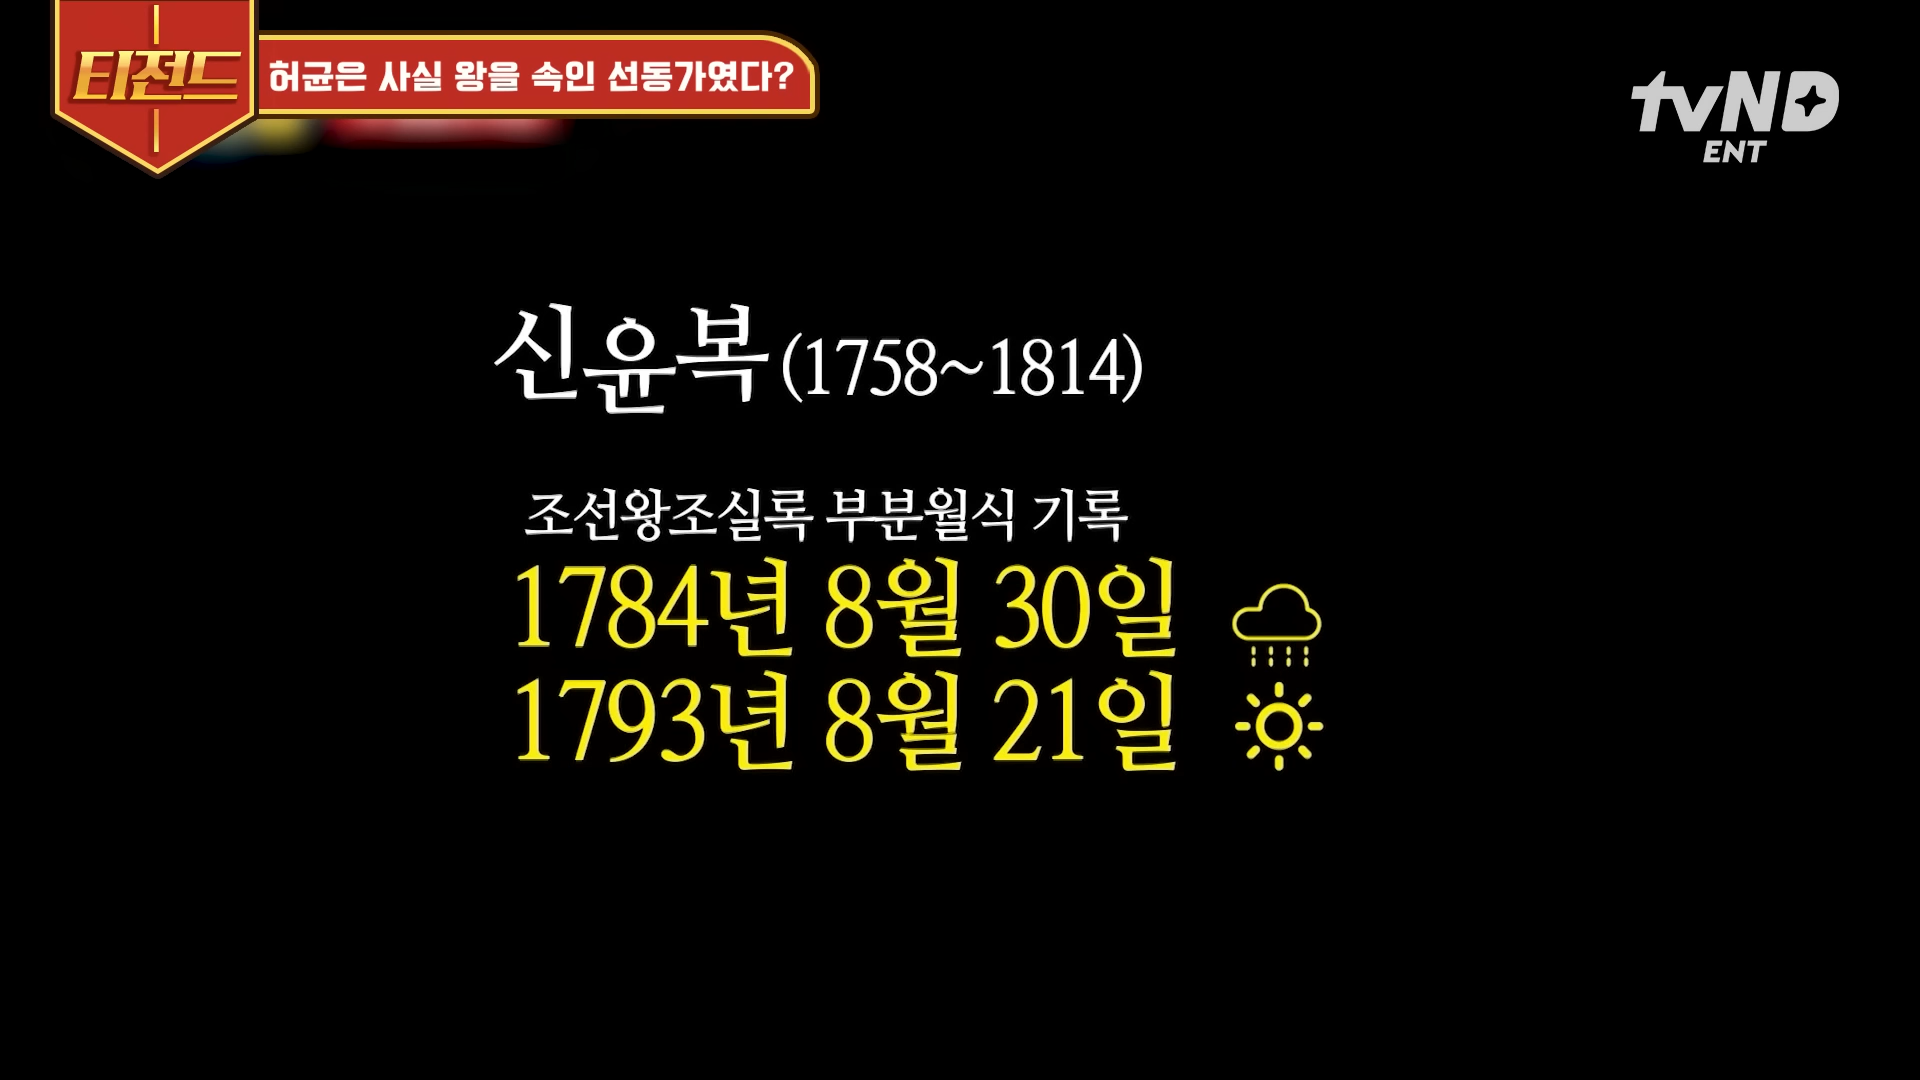 티전드
허균은 사실 왕을 속인 선동가였다?
tvND
ENT
신윤복 (1758~1814)
조선왕조실록 부분월식 기록
1784년 8월 30일
1793년 8월 21일